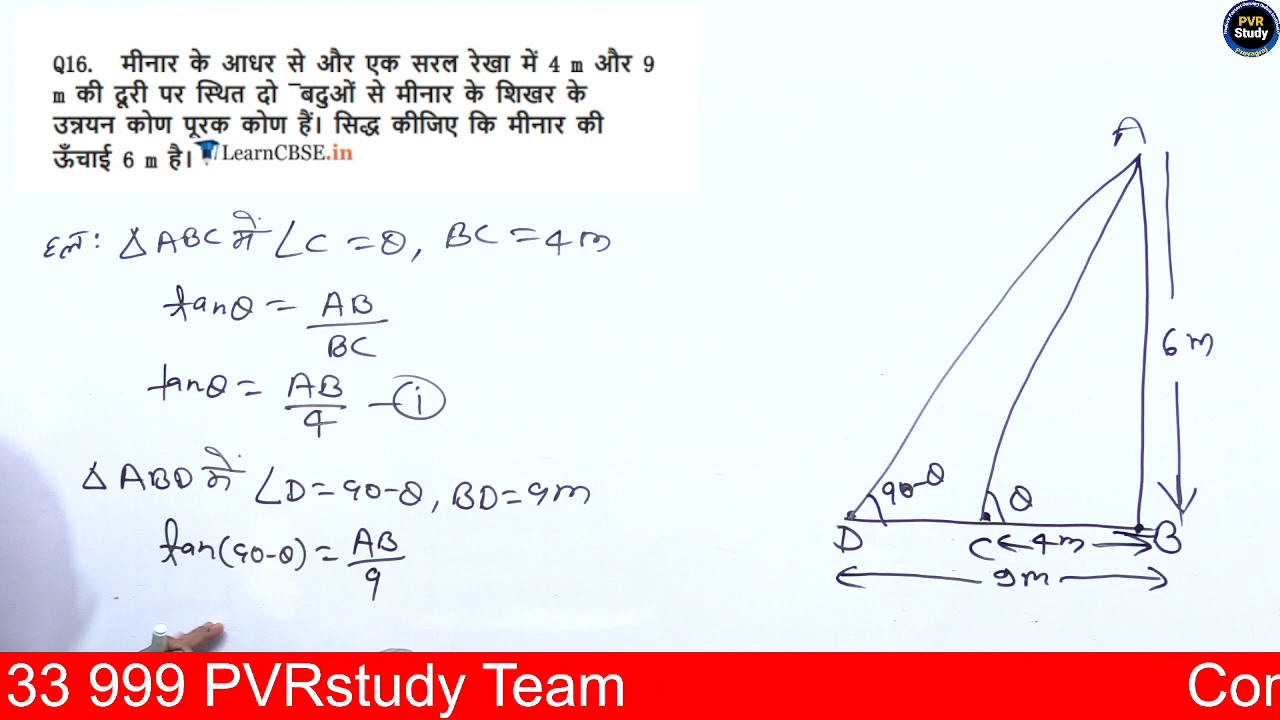 Q16. मीनार के आधर से और एक सरल रेखा में 4 m और 9
m की दूरी पर स्थित दो ¯बदुओं से मीनार के शिखर के
उन्नयन कोण पूरक कोण हैं। सिद्ध कीजिए कि मीनार की
ऊँचाई 6 m है। LearnCBSE.in
PVR
Study
Prayagraj
हल: △ABC में ∠C = θ, BC = 4m
tanθ = AB
BC
tanθ = AB — (i)
4
△ABD में ∠D = 90-θ, BD = 9m
tan(90-θ) = AB
9
A
6m
90-θ
θ
D
C
4m
B
9m
33 999 PVRstudy Team
Cor